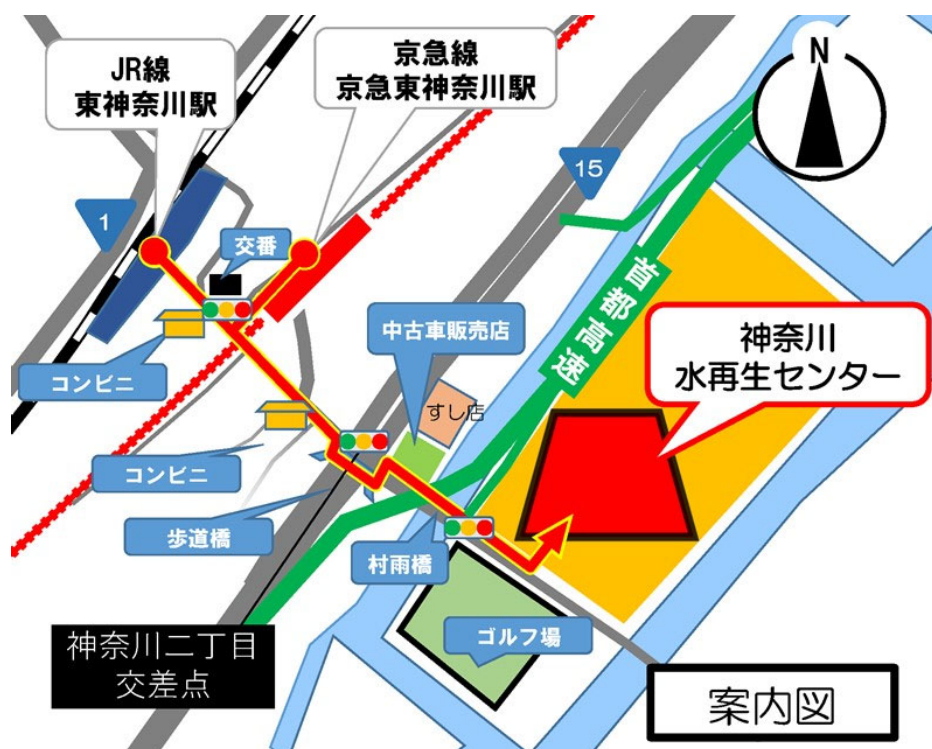 JR線
東神奈川駅
京急線
京急東神奈川駅
N
15
1
交番
首都高速
中古車販売店
神奈川
水再生センター
コンビニ
すし店
コンビニ
歩道橋
村雨橋
ゴルフ場
神奈川二丁目
交差点
案内図